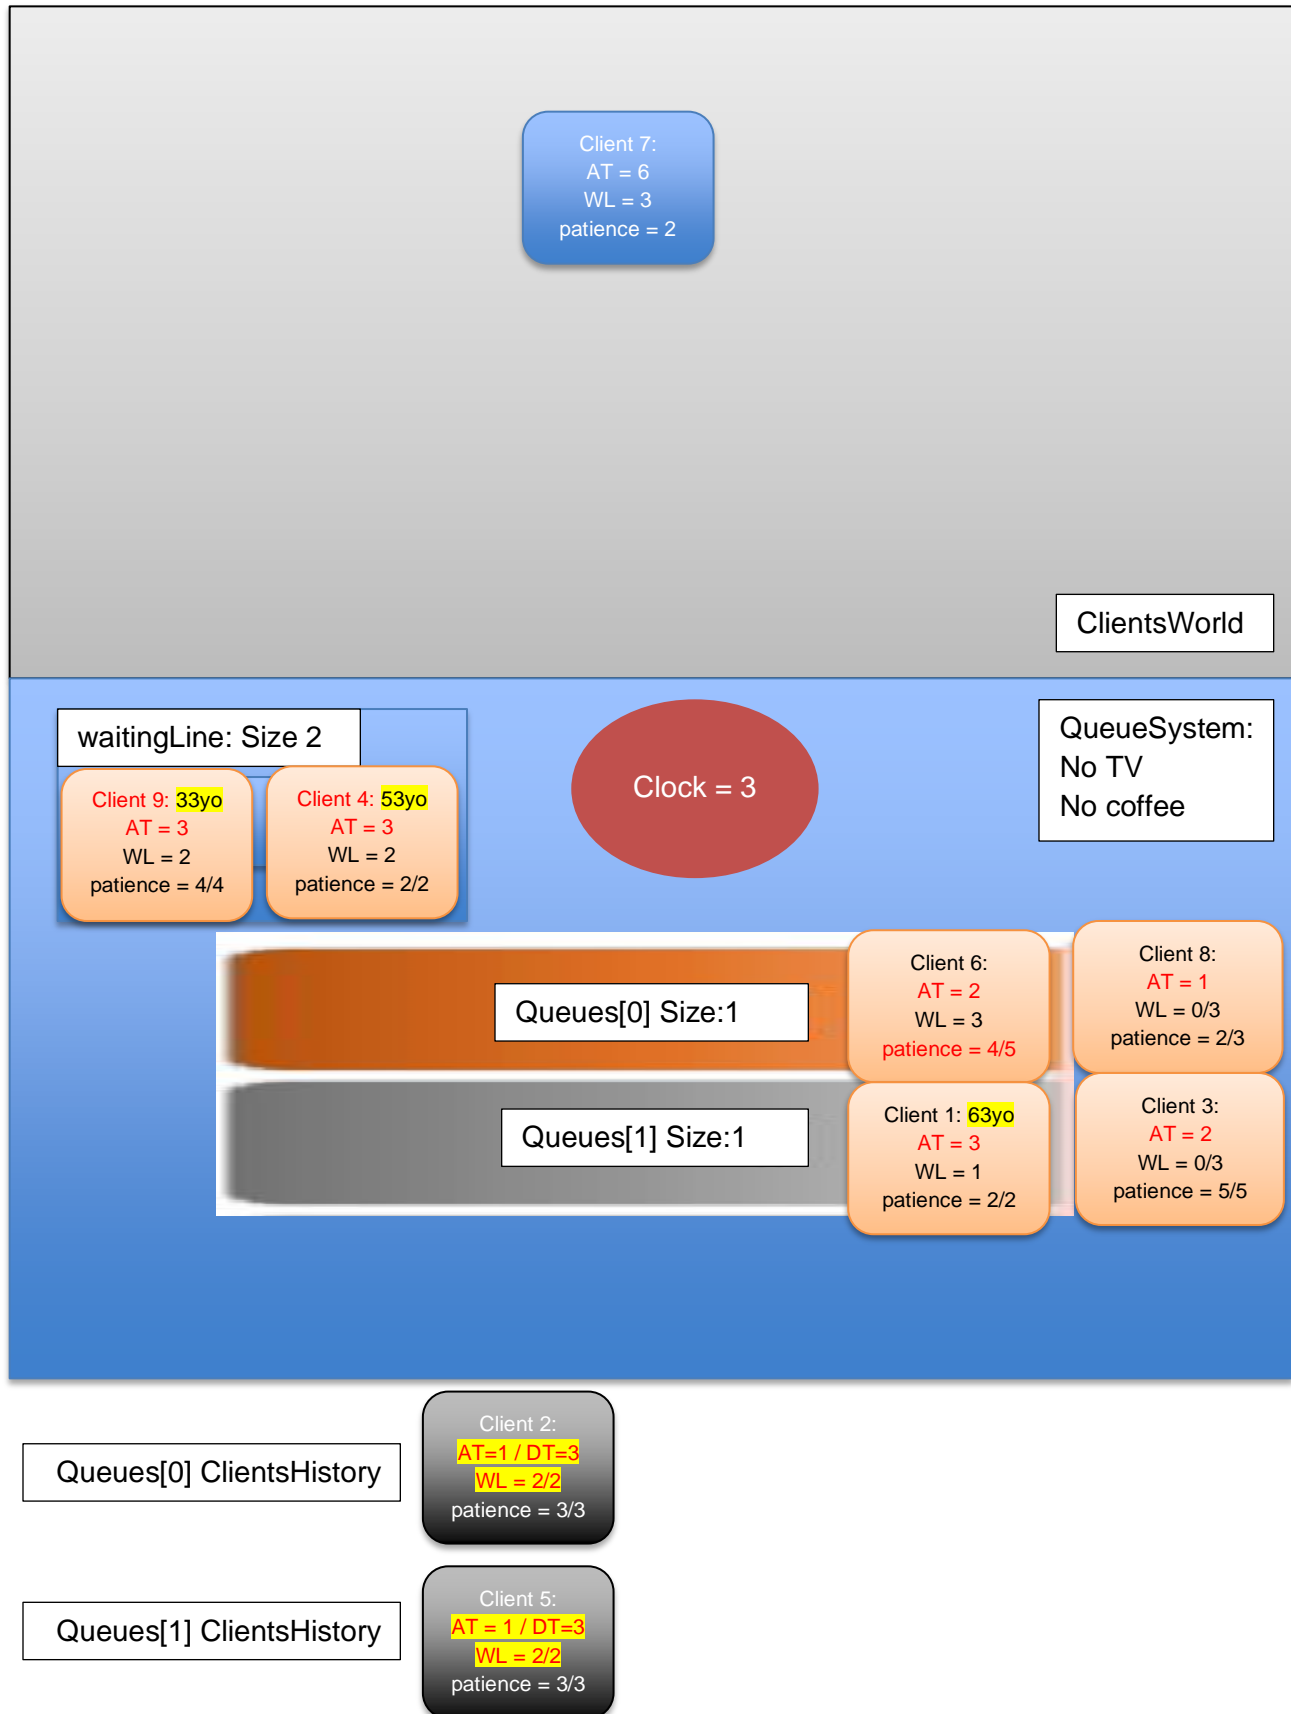 Client 7:
AT = 6
WL = 3
patience = 2
ClientsWorld
waitingLine: Size 2
Client 9: 33yo
AT = 3
WL = 2
patience = 4/4
Client 4: 53yo
AT = 3
WL = 2
patience = 2/2
Clock = 3
QueueSystem:
No TV
No coffee
Queues[0] Size:1
Client 6:
AT = 2
WL = 3
patience = 4/5
Client 8:
AT = 1
WL = 0/3
patience = 2/3
Queues[1] Size:1
Client 1: 63yo
AT = 3
WL = 1
patience = 2/2
Client 3:
AT = 2
WL = 0/3
patience = 5/5
Queues[0] ClientsHistory
Client 2:
AT=1 / DT=3
WL = 2/2
patience = 3/3
Queues[1] ClientsHistory
Client 5:
AT = 1 / DT=3
WL = 2/2
patience = 3/3